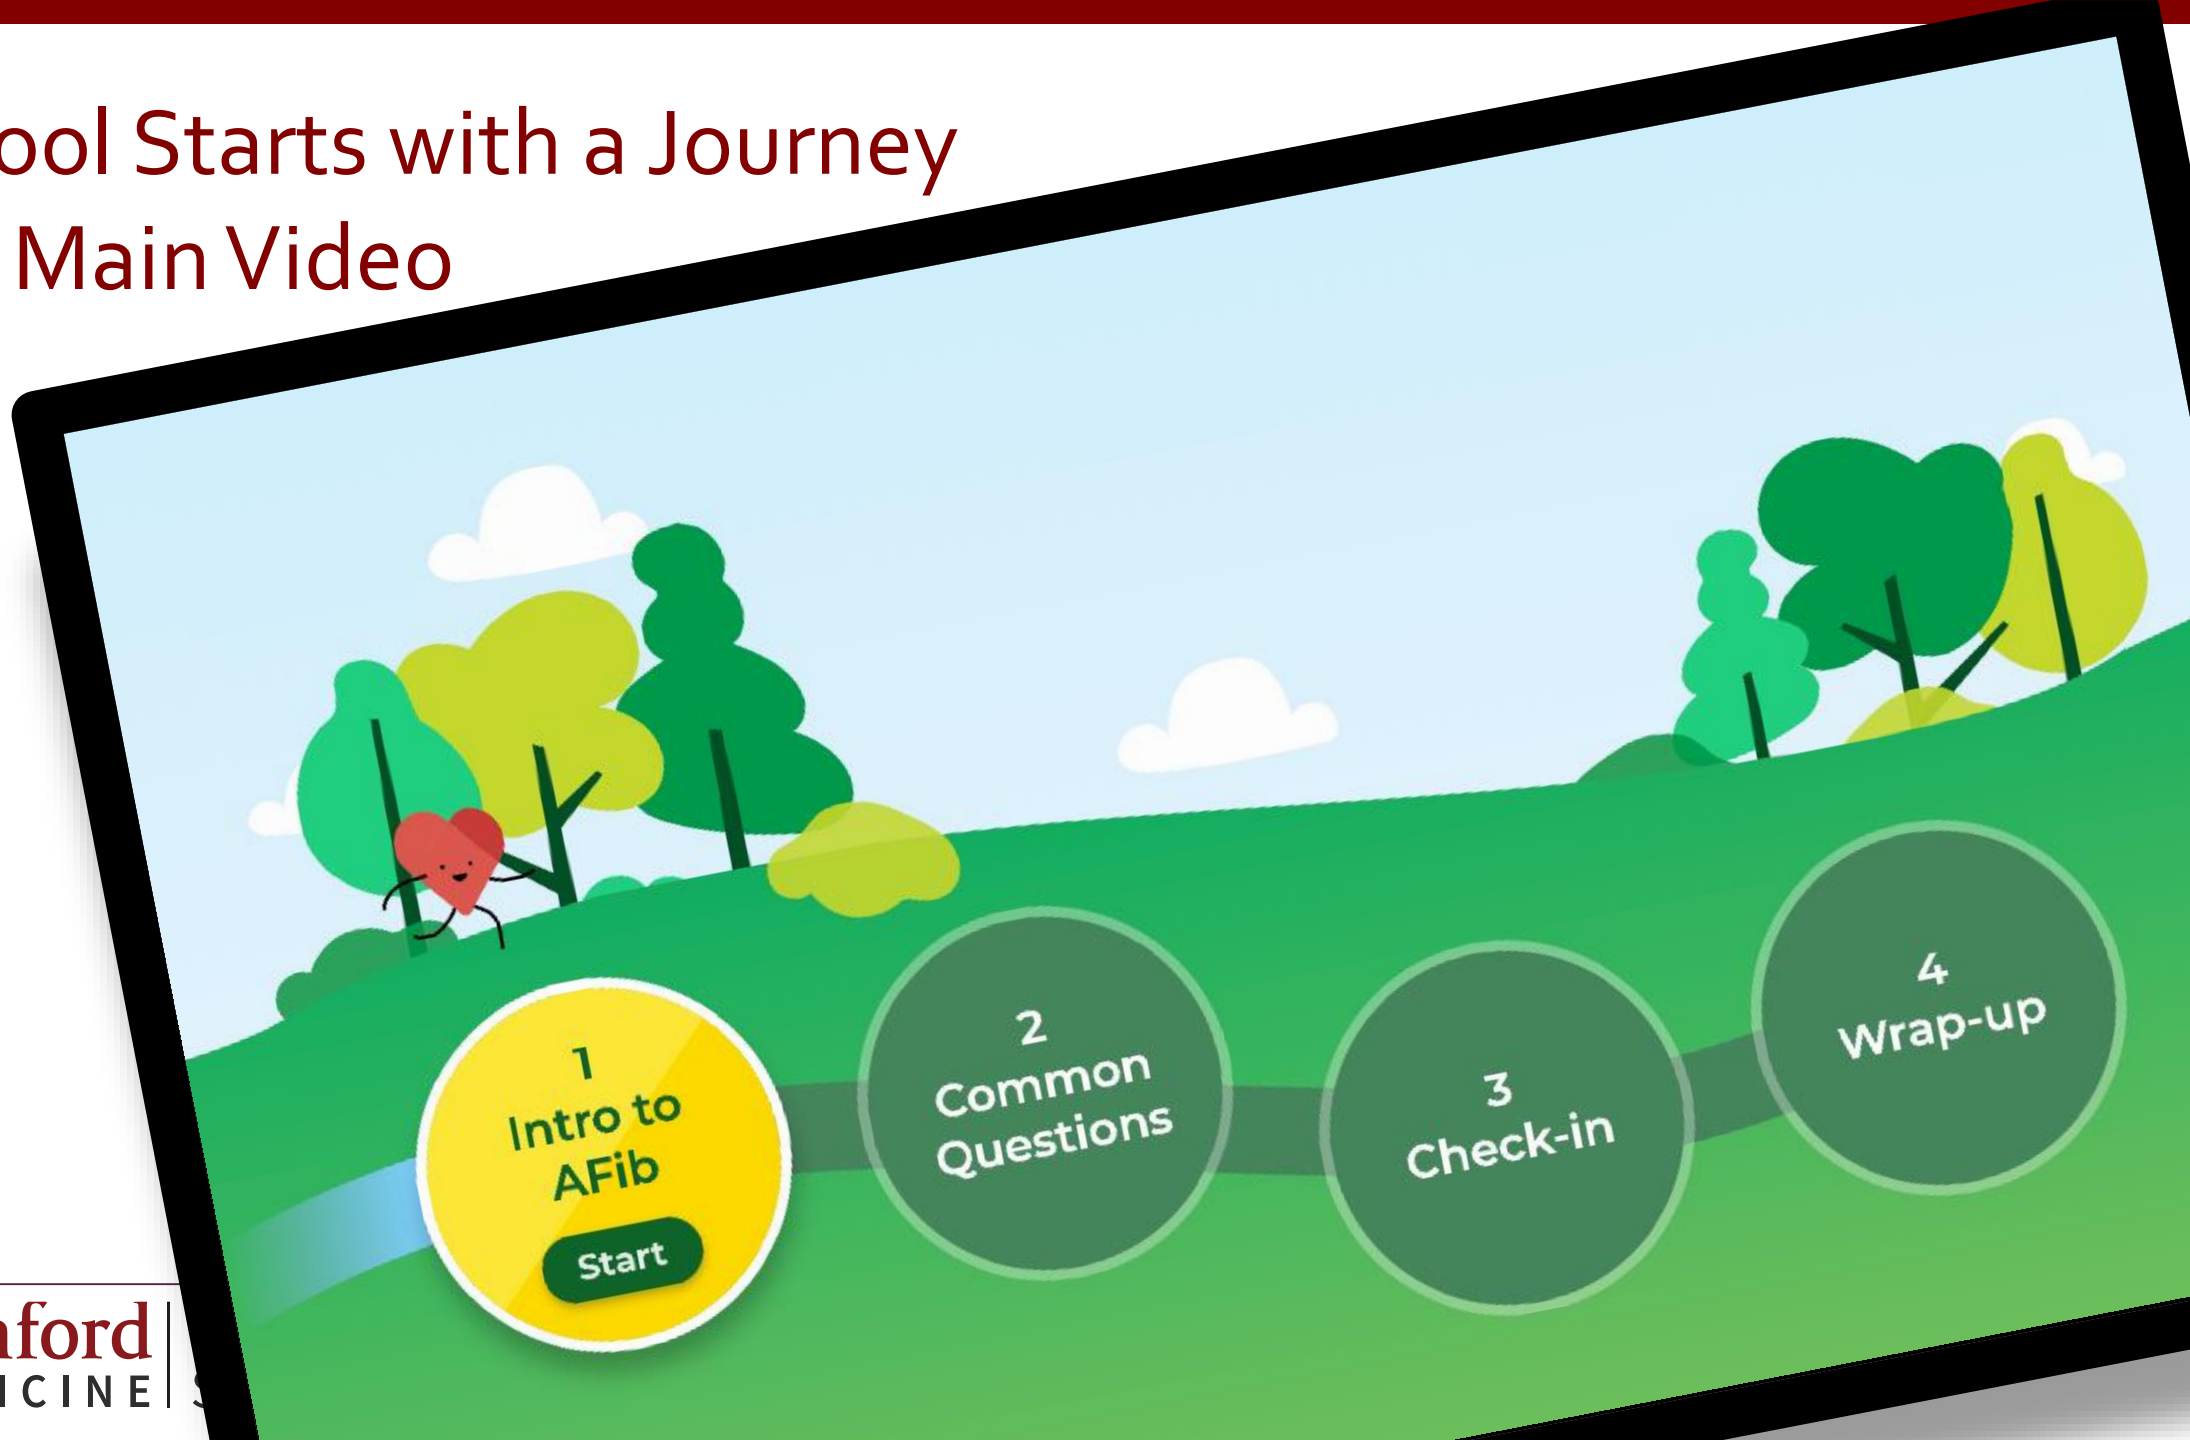 ool Starts with a Journey
Main Video
1
Intro to
AFib
Start
2
Common
Questions
3
Check-in
4
Wrap-up
nford
ICINE